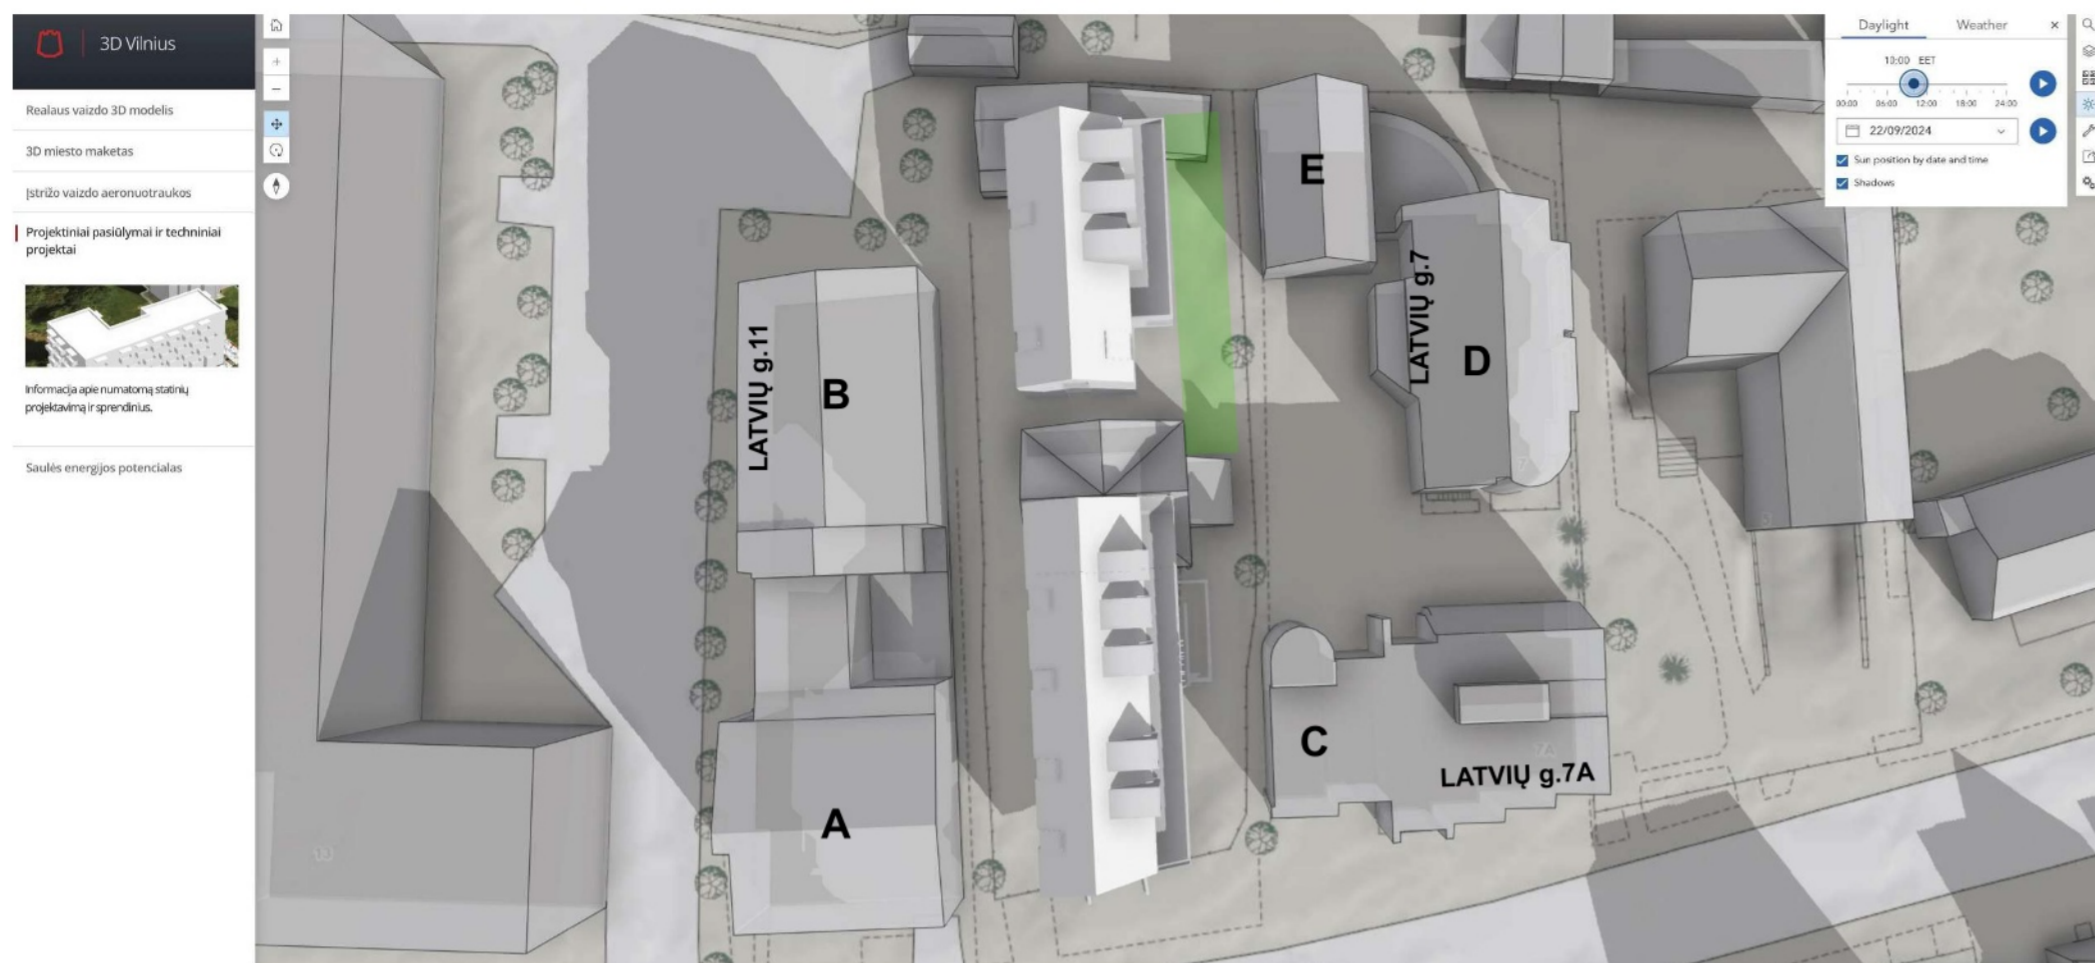 3D Vilnius
Realaus vaizdo 3D modelis
3D miesto maketas
Įstrižo vaizdo aeronuotraukos
Projektiniai pasiūlymai ir techniniai
projektai
Informacija apie numatomą statinių
projektavimą ir sprendinius.
Saulės energijos potencialas
Daylight
Weather
10:00 EET
00:00 06:00 12:00 18:00 24:00
22/09/2024
Sun position by date and time
Shadows
E
LATVIŲ g.7
D
LATVIŲ g.11
B
7
C
7A
LATVIŲ g.7A
A
13